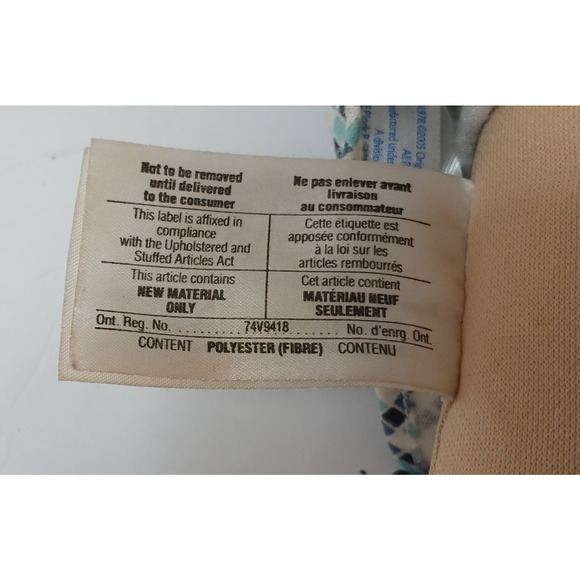 Not to be removed
until delivered
to the consumer
Ne pas enlever avant
livraison
au consommateur
This label is affixed in
compliance
with the Upholstered and
Stuffed Articles Act
Cette étiquette est
apposée conformément
à la loi sur les
articles rembourrés
This article contains
NEW MATERIAL
ONLY
Cet article contient
MATÉRIAU NEUF
SEULEMENT
Ont. Reg. No. .......... 74V9418 .......... No. d'enrg. Ont.
CONTENT POLYESTER (FIBRE) CONTENU
©2005
under